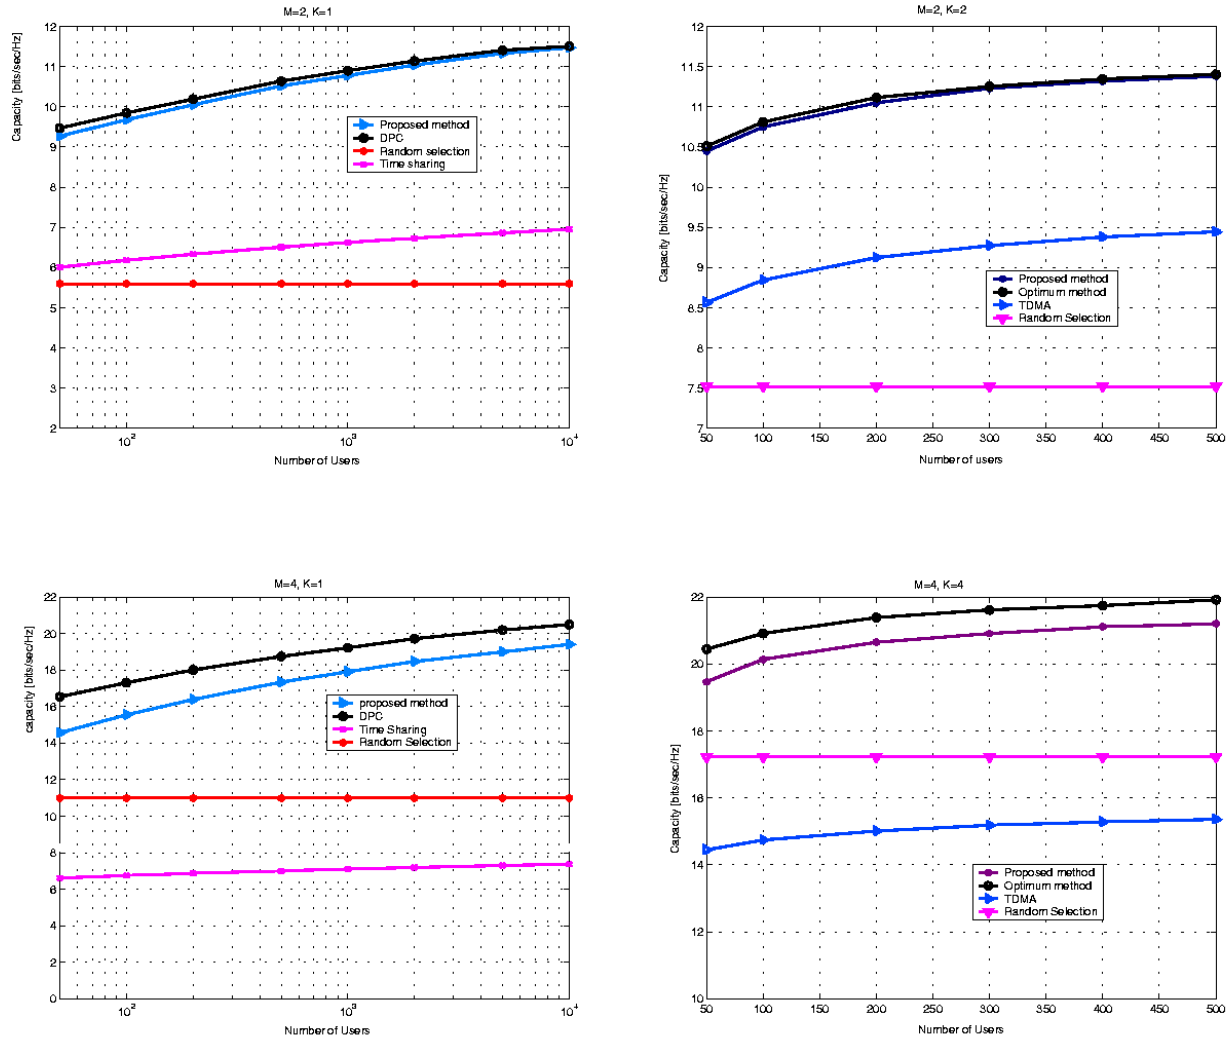 M=2, K=1
Capacity [bits/sec/Hz]
12
11
10
9
8
7
6
5
4
3
2
Proposed method
DPC
Random selection
Time sharing
10²
10³
10⁴
Number of Users
M=2, K=2
Capacity [bits/sec/Hz]
12
11.5
11
10.5
10
9.5
9
8.5
8
7.5
7
Proposed method
Optimum method
TDMA
Random Selection
50
100
150
200
250
300
350
400
450
500
Number of users
M=4, K=1
capacity [bits/sec/Hz]
22
20
18
16
14
12
10
8
6
4
2
0
proposed method
DPC
Time Sharing
Random Selection
10²
10³
10⁴
Number of Users
M=4, K=4
Capacity [bits/sec/Hz]
22
20
18
16
14
12
10
Proposed method
Optimum method
TDMA
Random Selection
50
100
150
200
250
300
350
400
450
500
Number of Users